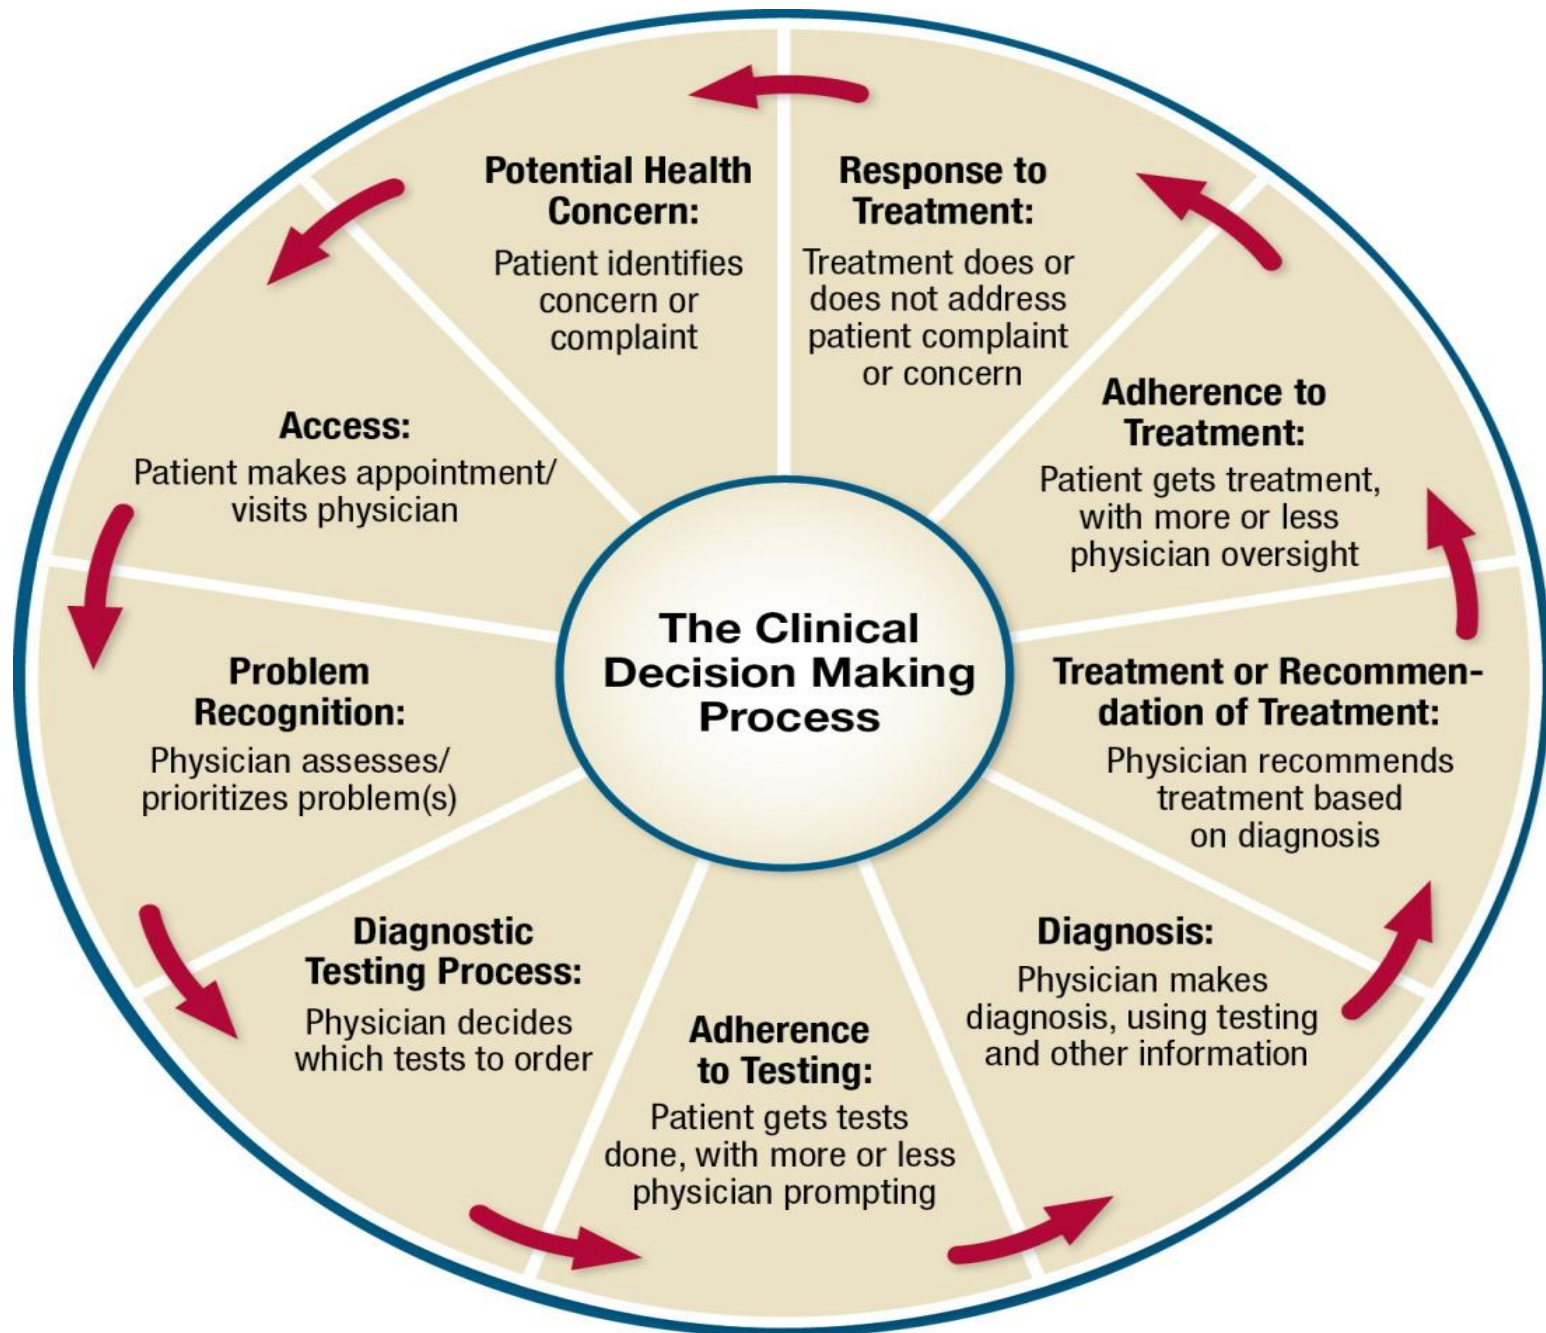 The Clinical
Decision Making
Process
Potential Health
Concern:
Patient identifies
concern or
complaint
Access:
Patient makes appointment/
visits physician
Problem
Recognition:
Physician assesses/
prioritizes problem(s)
Diagnostic
Testing Process:
Physician decides
which tests to order
Adherence
to Testing:
Patient gets tests
done, with more or less
physician prompting
Diagnosis:
Physician makes
diagnosis, using testing
and other information
Treatment or Recommen-
dation of Treatment:
Physician recommends
treatment based
on diagnosis
Adherence to
Treatment:
Patient gets treatment,
with more or less
physician oversight
Response to
Treatment:
Treatment does or
does not address
patient complaint
or concern